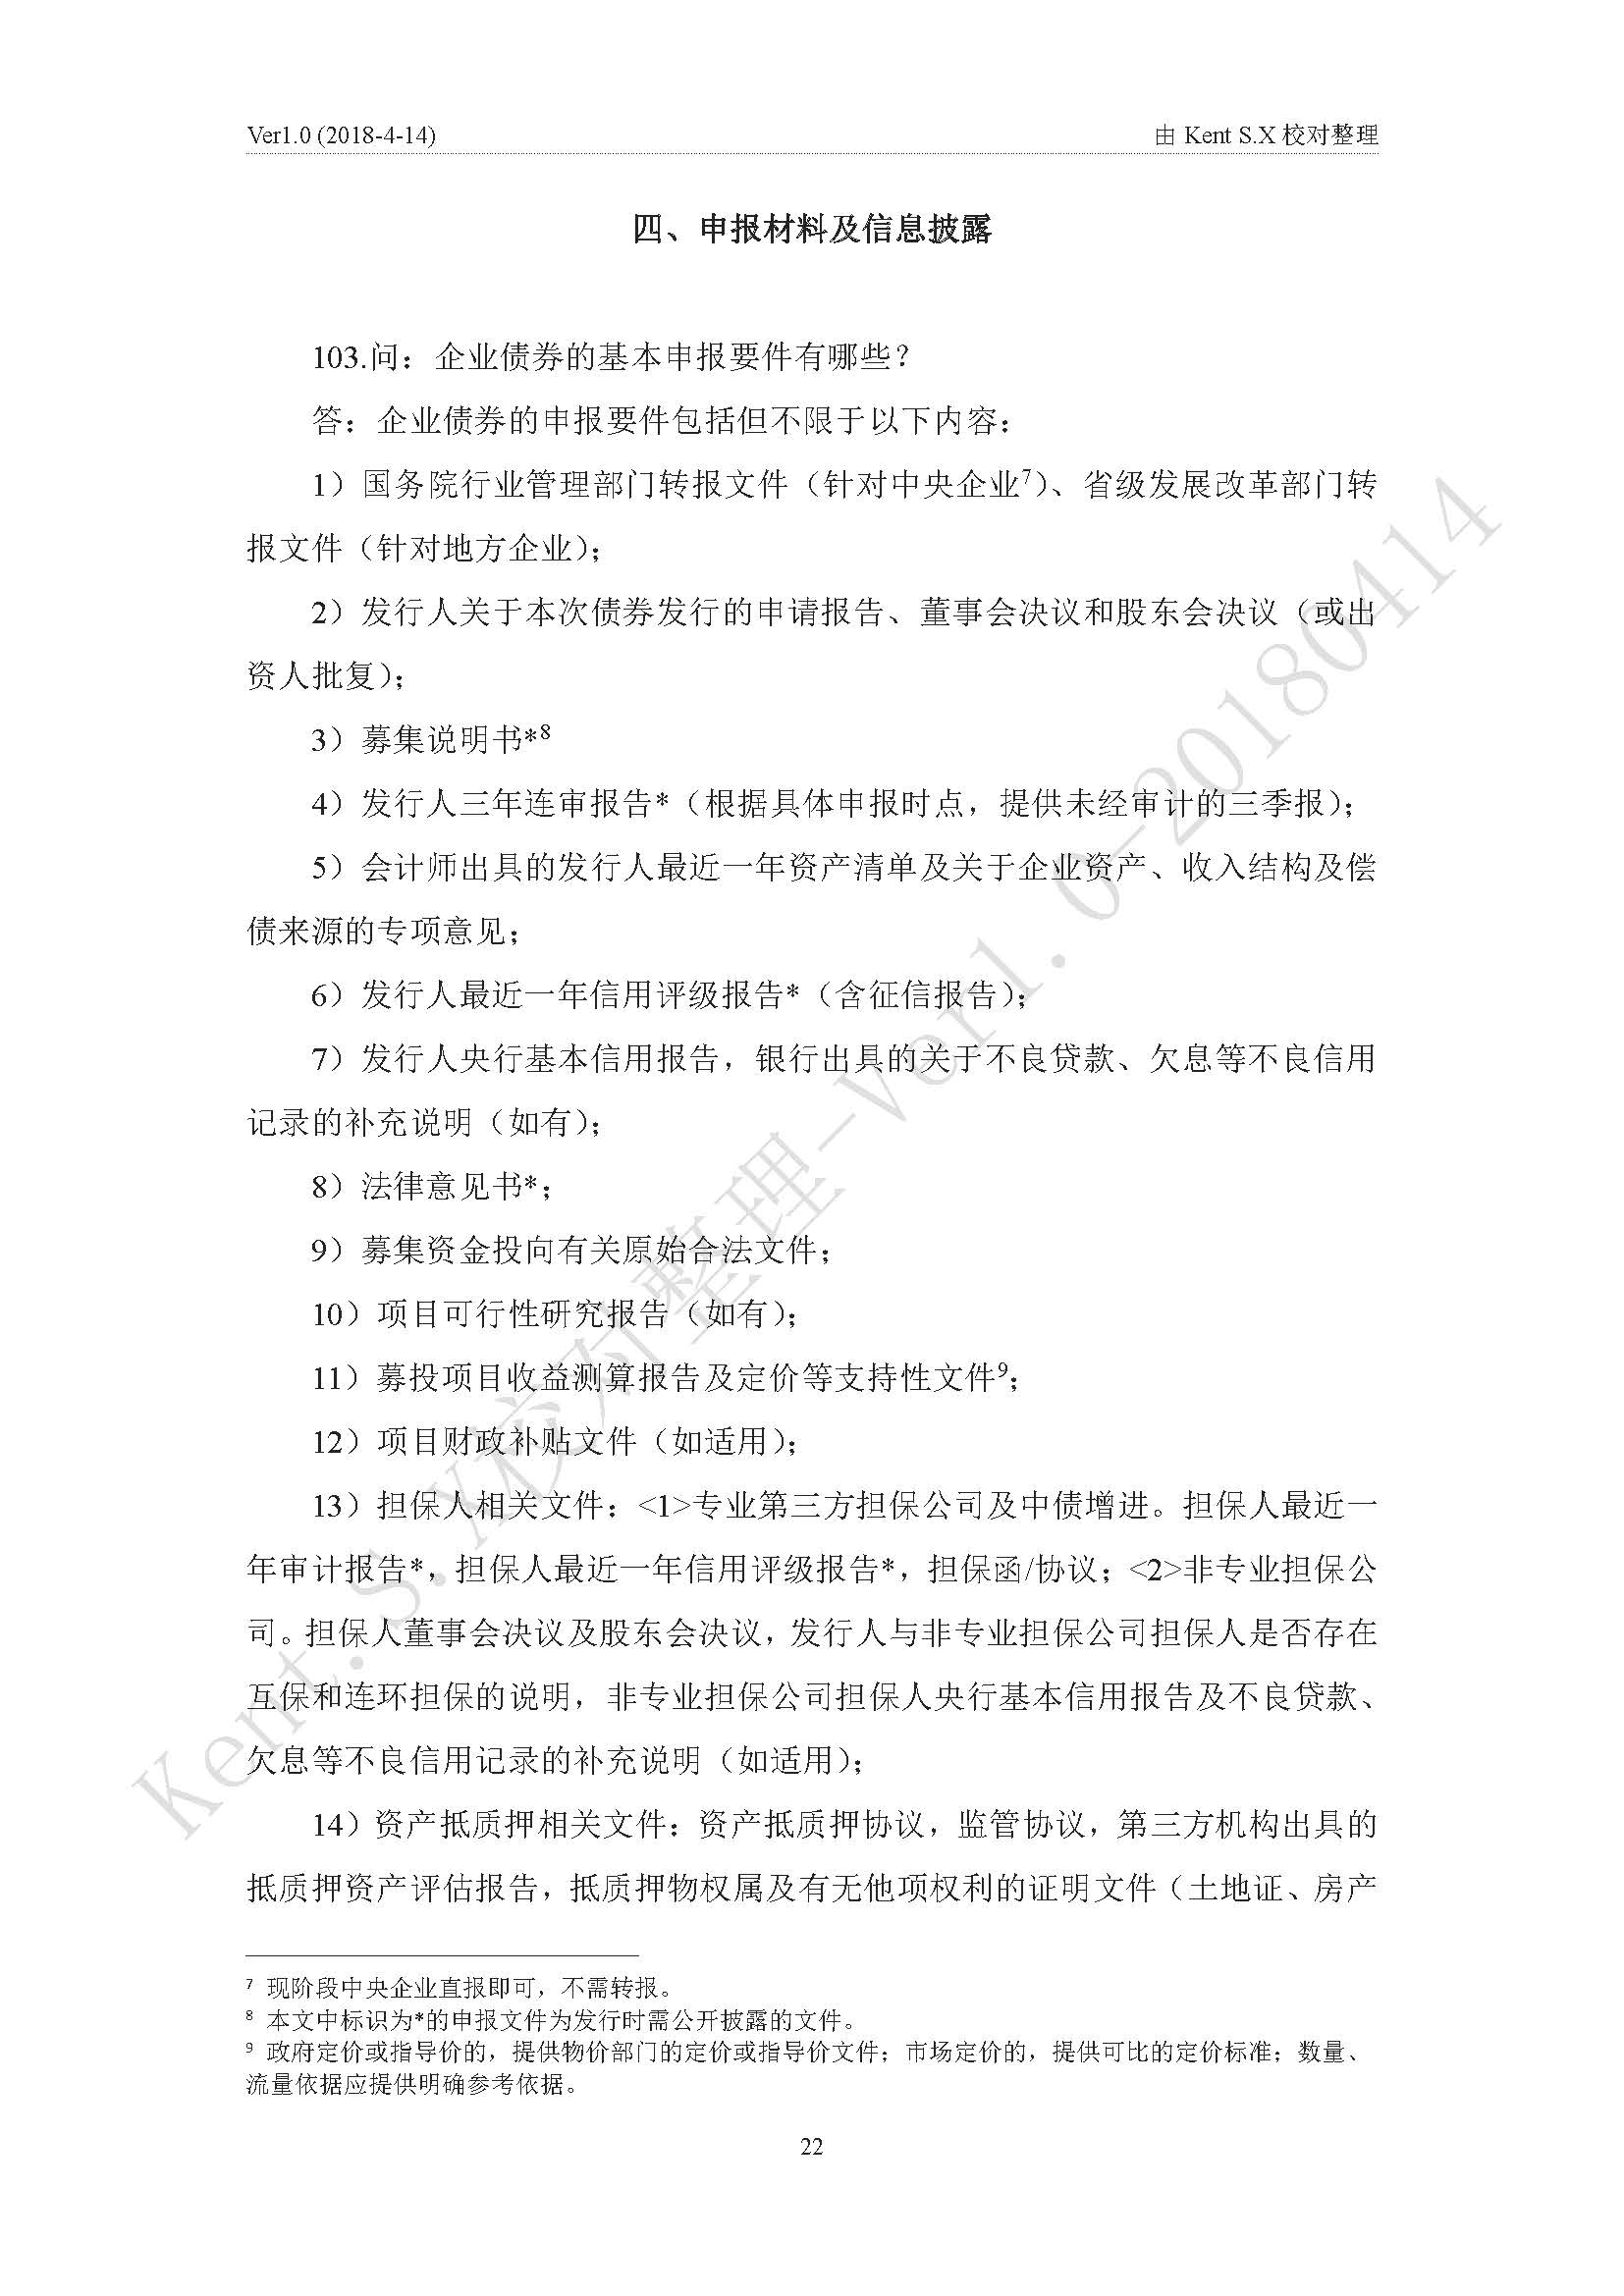 Ver1.0 (2018-4-14) 由 Kent S.X 校对整理
四、申报材料及信息披露
103.问：企业债券的基本申报要件有哪些？
答：企业债券的申报要件包括但不限于以下内容：
1）国务院行业管理部门转报文件（针对中央企业⁷）、省级发展改革部门转
报文件（针对地方企业）；
2）发行人关于本次债券发行的申请报告、董事会决议和股东会决议（或出
资人批复）；
3）募集说明书*⁸
4）发行人三年连审报告*（根据具体申报时点，提供未经审计的三季报）；
5）会计师出具的发行人最近一年资产清单及关于企业资产、收入结构及偿
债来源的专项意见；
6）发行人最近一年信用评级报告*（含征信报告）；
7）发行人央行基本信用报告，银行出具的关于不良贷款、欠息等不良信用
记录的补充说明（如有）；
8）法律意见书*；
9）募集资金投向有关原始合法文件；
10）项目可行性研究报告（如有）；
11）募投项目收益测算报告及定价等支持性文件⁹；
12）项目财政补贴文件（如适用）；
13）担保人相关文件：<1>专业第三方担保公司及中债增进。担保人最近一
年审计报告*，担保人最近一年信用评级报告*，担保函/协议；<2>非专业担保公
司。担保人董事会决议及股东会决议，发行人与非专业担保公司担保人是否存在
互保和连环担保的说明，非专业担保公司担保人央行基本信用报告及不良贷款、
欠息等不良信用记录的补充说明（如适用）；
14）资产抵质押相关文件：资产抵质押协议，监管协议，第三方机构出具的
抵质押资产评估报告，抵质押物权属及有无他项权利的证明文件（土地证、房产
⁷ 现阶段中央企业直报即可，不需转报。
⁸ 本文中标识为*的申报文件为发行时需公开披露的文件。
⁹ 政府定价或指导价的，提供物价部门的定价或指导价文件；市场定价的，提供可比的定价标准；数量、
流量依据应提供明确参考依据。
22
Kent.S.X校对整理-Ver1.0-20180414